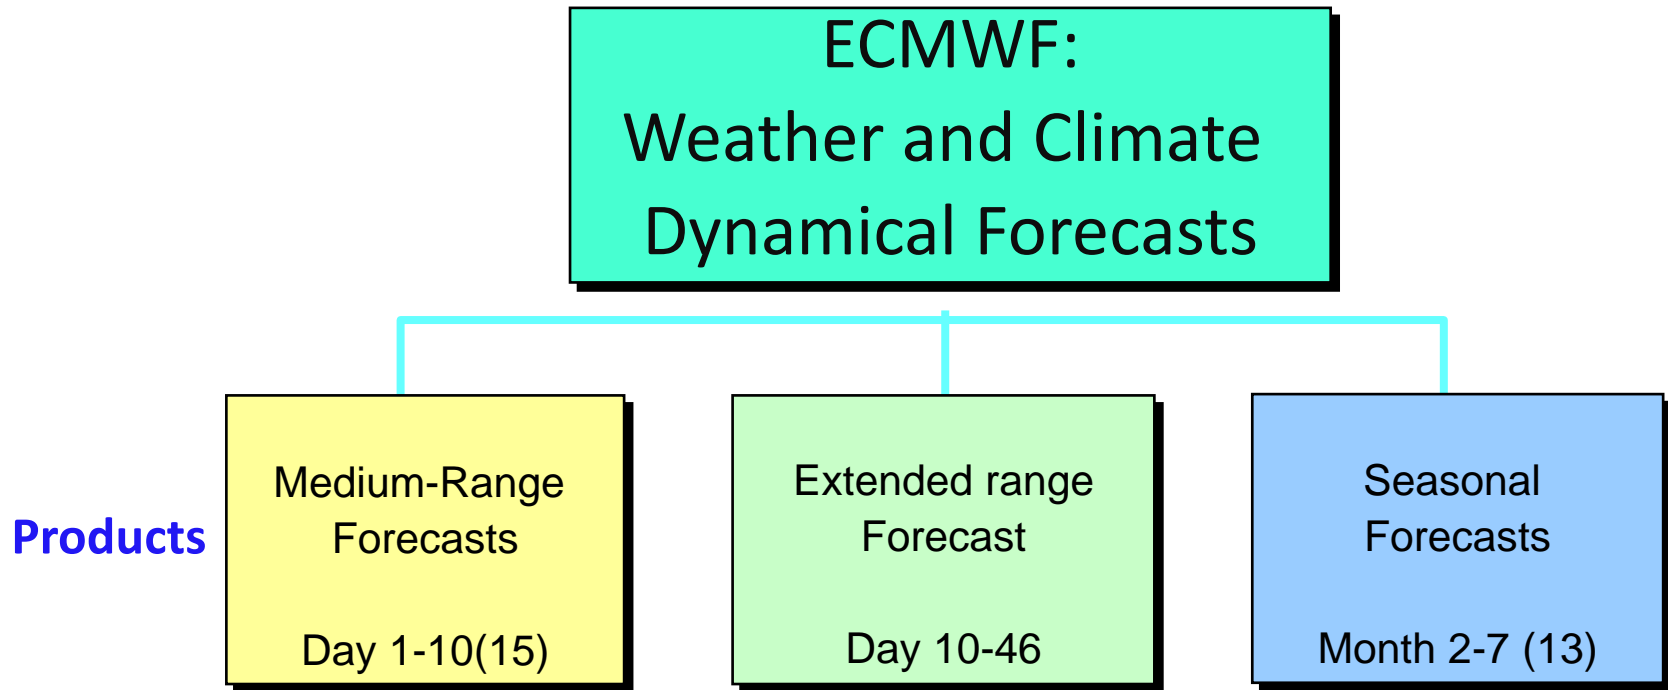 ECMWF:
Weather and Climate
Dynamical Forecasts
Products
Medium-Range
Forecasts
Day 1-10(15)
Extended range
Forecast
Day 10-46
Seasonal
Forecasts
Month 2-7 (13)